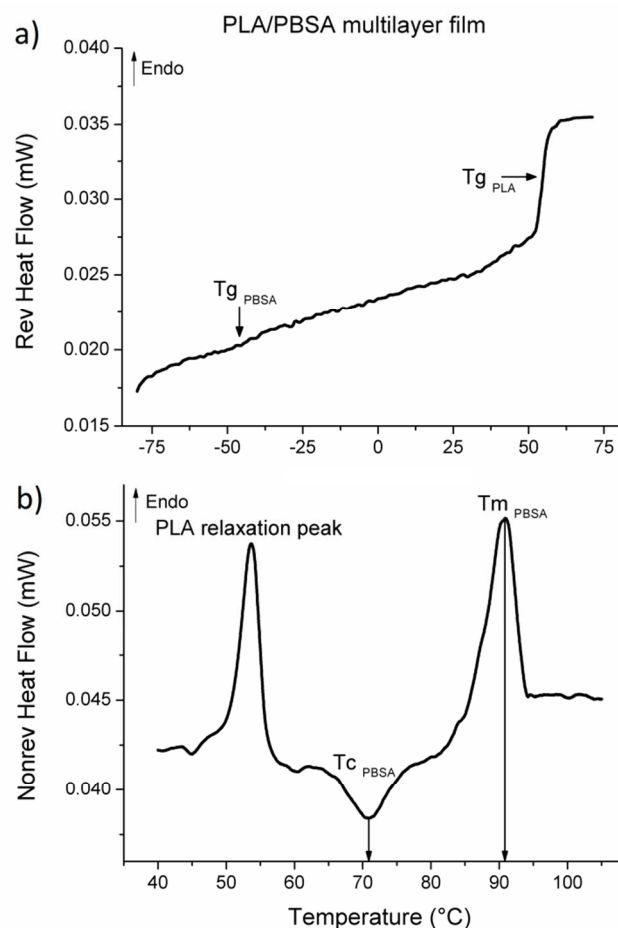 a)
PLA/PBSA multilayer film
Endo
0.040
0.035
0.030
0.025
0.020
0.015
Rev Heat Flow (mW)
Tg PLA
Tg PBSA
-75 -50 -25 0 25 50 75
b)
Endo
PLA relaxation peak
Tm PBSA
0.055
0.050
0.045
0.040
Nonrev Heat Flow (mW)
Tc PBSA
40 50 60 70 80 90 100
Temperature (°C)